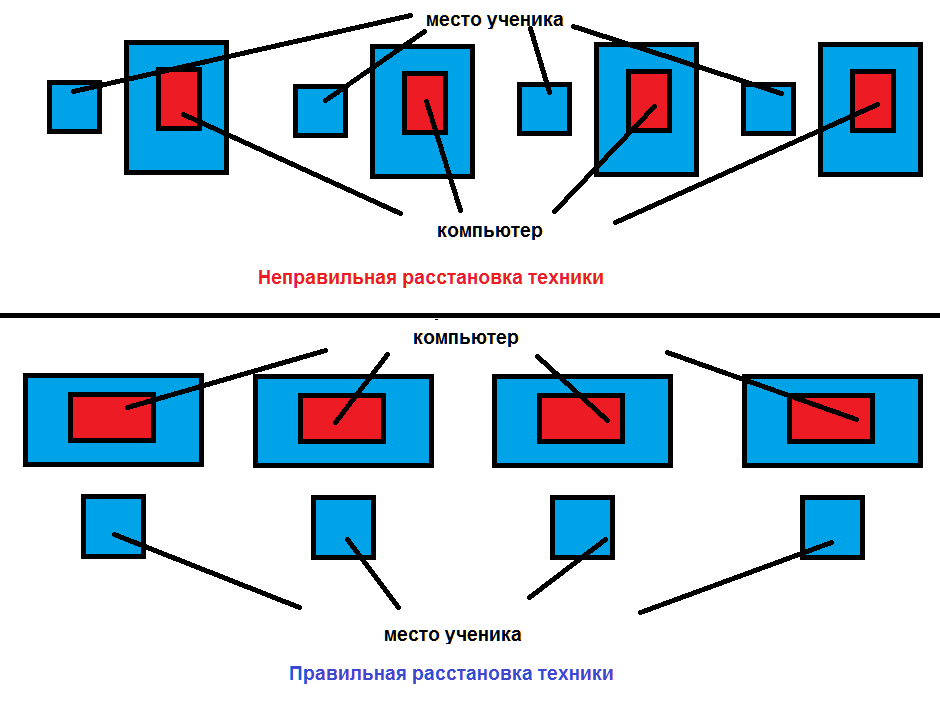 место ученика
компьютер
Неправильная расстановка техники
компьютер
место ученика
Правильная расстановка техники